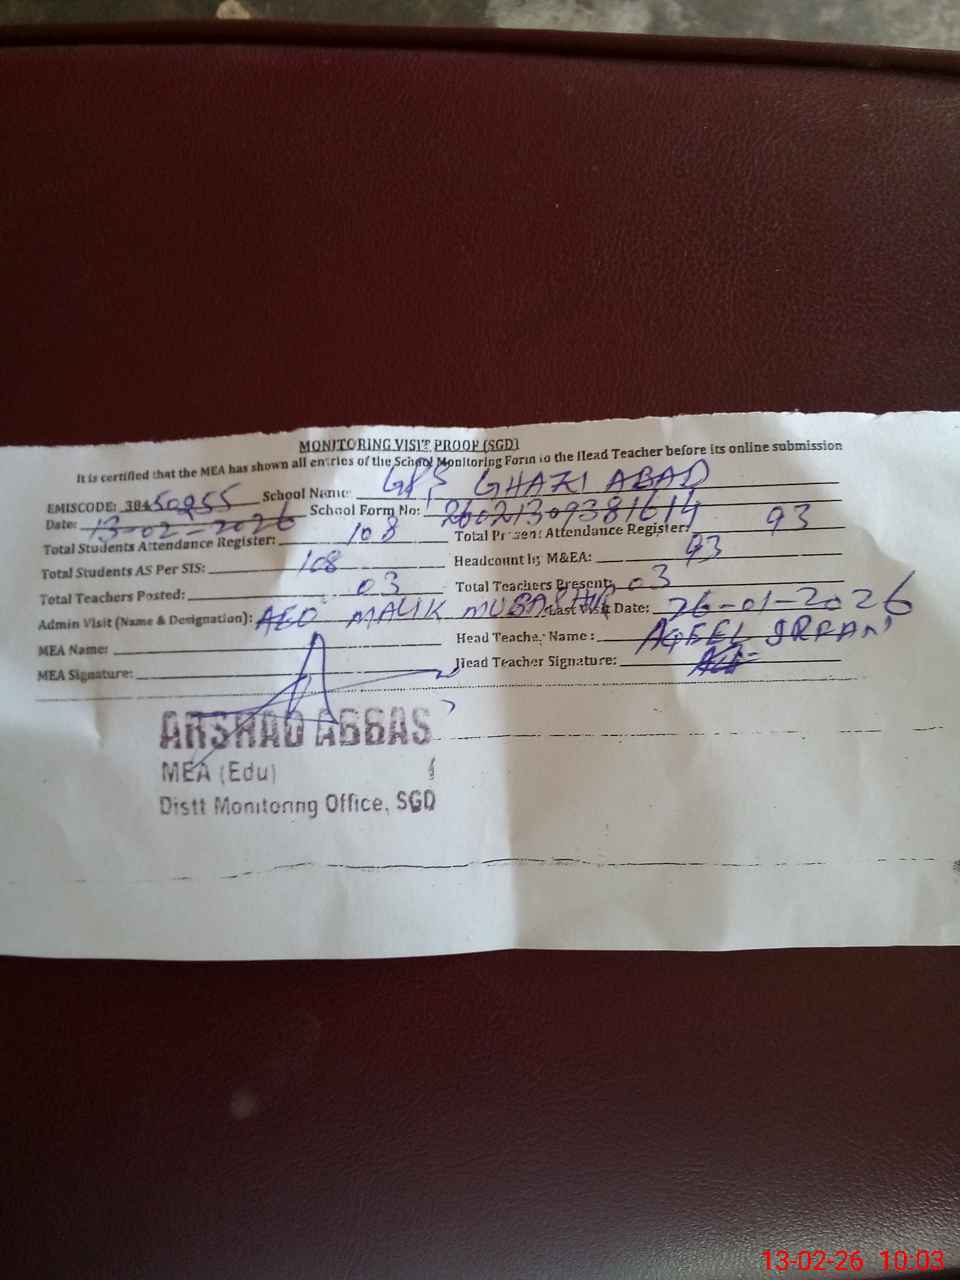 MONITORING VISIT PROOF (SGD)
It is certified that the MEA has shown all entries of the School Monitoring Form to the Head Teacher before its online submission
EMISCODE: 38450255 School Name: GPS GHAZI ABAD
Date: 13-02-2026 School Form No: 26021309381614
Total Students Attendance Register: 108 Total Present Attendance Register: 93
Total Students AS Per SIS: 108 Headcount by M&EA: 93
Total Teachers Posted: 03 Total Teachers Present: 03
Admin Visit (Name & Designation): AEO MALIK Last Visit Date: 26-01-2026
MEA Name: Head Teacher Name: AQEEL IRFAN
MEA Signature: Head Teacher Signature:
ARSHAD ABBAS
MEA (Edu)
Distt Monitoring Office, SGD
13-02-26 10:03